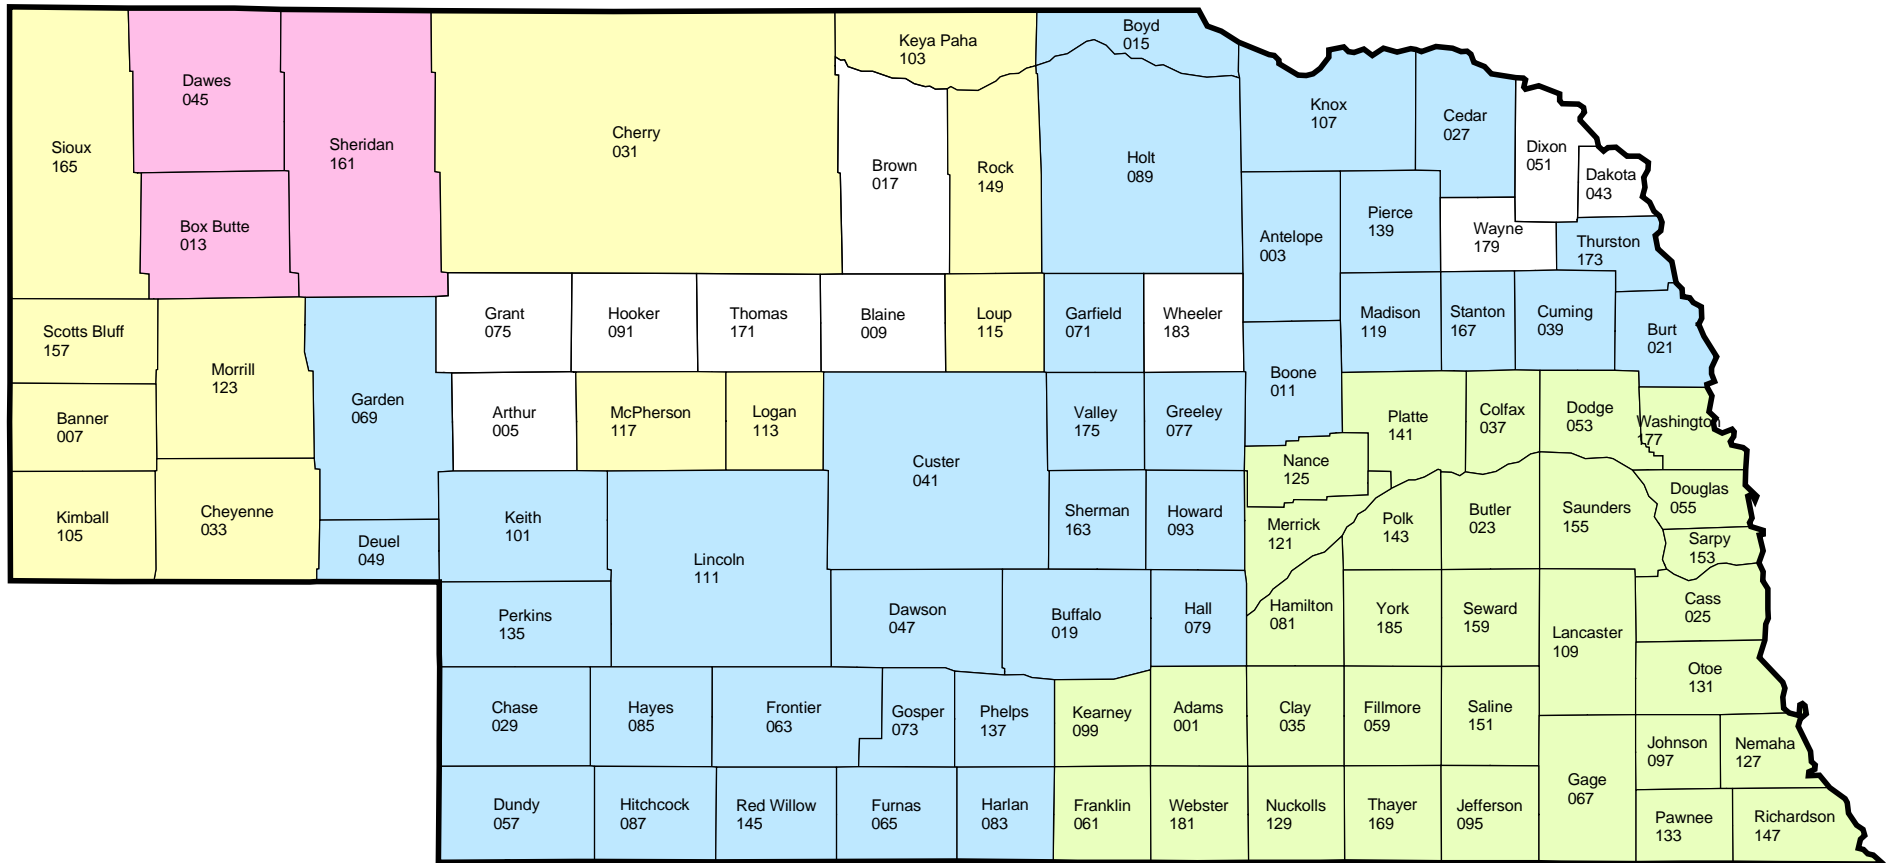 Boyd
015
Keya Paha
103
Dawes
045
Knox
107
Cedar
027
Sioux
165
Sheridan
161
Cherry
031
Brown
017
Rock
149
Holt
089
Dixon
051
Dakota
043
Box Butte
013
Antelope
003
Pierce
139
Wayne
179
Thurston
173
Scotts Bluff
157
Grant
075
Hooker
091
Thomas
171
Blaine
009
Loup
115
Garfield
071
Wheeler
183
Madison
119
Stanton
167
Cuming
039
Burt
021
Morrill
123
Boone
011
Banner
007
Garden
069
Arthur
005
McPherson
117
Logan
113
Valley
175
Greeley
077
Platte
141
Colfax
037
Dodge
053
Washington
177
Custer
041
Nance
125
Kimball
105
Cheyenne
033
Keith
101
Sherman
163
Howard
093
Merrick
121
Polk
143
Butler
023
Saunders
155
Douglas
055
Deuel
049
Lincoln
111
Sarpy
153
Perkins
135
Dawson
047
Buffalo
019
Hall
079
Hamilton
081
York
185
Seward
159
Lancaster
109
Cass
025
Otoe
131
Chase
029
Hayes
085
Frontier
063
Gosper
073
Phelps
137
Kearney
099
Adams
001
Clay
035
Fillmore
059
Saline
151
Johnson
097
Nemaha
127
Dundy
057
Hitchcock
087
Red Willow
145
Furnas
065
Harlan
083
Franklin
061
Webster
181
Nuckolls
129
Thayer
169
Jefferson
095
Gage
067
Pawnee
133
Richardson
147